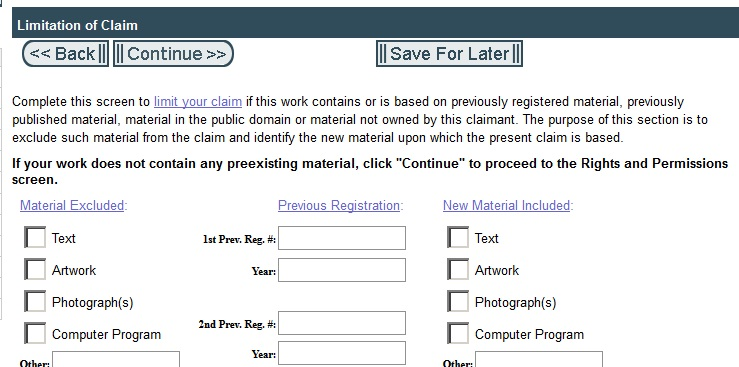 Limitation of Claim
<< Back Continue >> Save For Later
Complete this screen to limit your claim if this work contains or is based on previously registered material, previously
published material, material in the public domain or material not owned by this claimant. The purpose of this section is to
exclude such material from the claim and identify the new material upon which the present claim is based.
If your work does not contain any preexisting material, click "Continue" to proceed to the Rights and Permissions
screen.
Material Excluded: Previous Registration: New Material Included:
Text 1st Prev. Reg. #: Text
Artwork Year: Artwork
Photograph(s) Photograph(s)
2nd Prev. Reg. #:
Computer Program Computer Program
Year:
Other: Other: